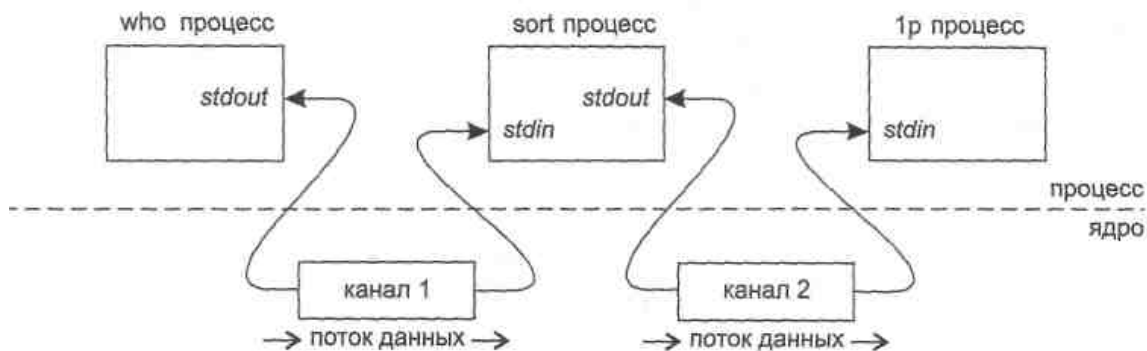 who процесс
sort процесс
1p процесс
stdout
stdout
stdin
stdin
процесс
ядро
канал 1
канал 2
поток данных
поток данных